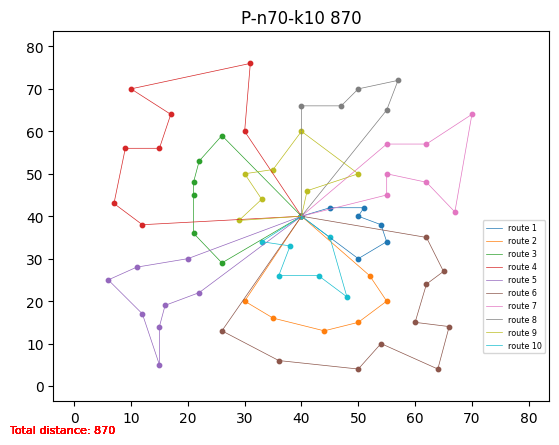 P-n70-k10 870
80
70
60
50
40
30
20
10
0
route 1
route 2
route 3
route 4
route 5
route 6
route 7
route 8
route 9
route 10
0 10 20 30 40 50 60 70 80
Total distance: 870